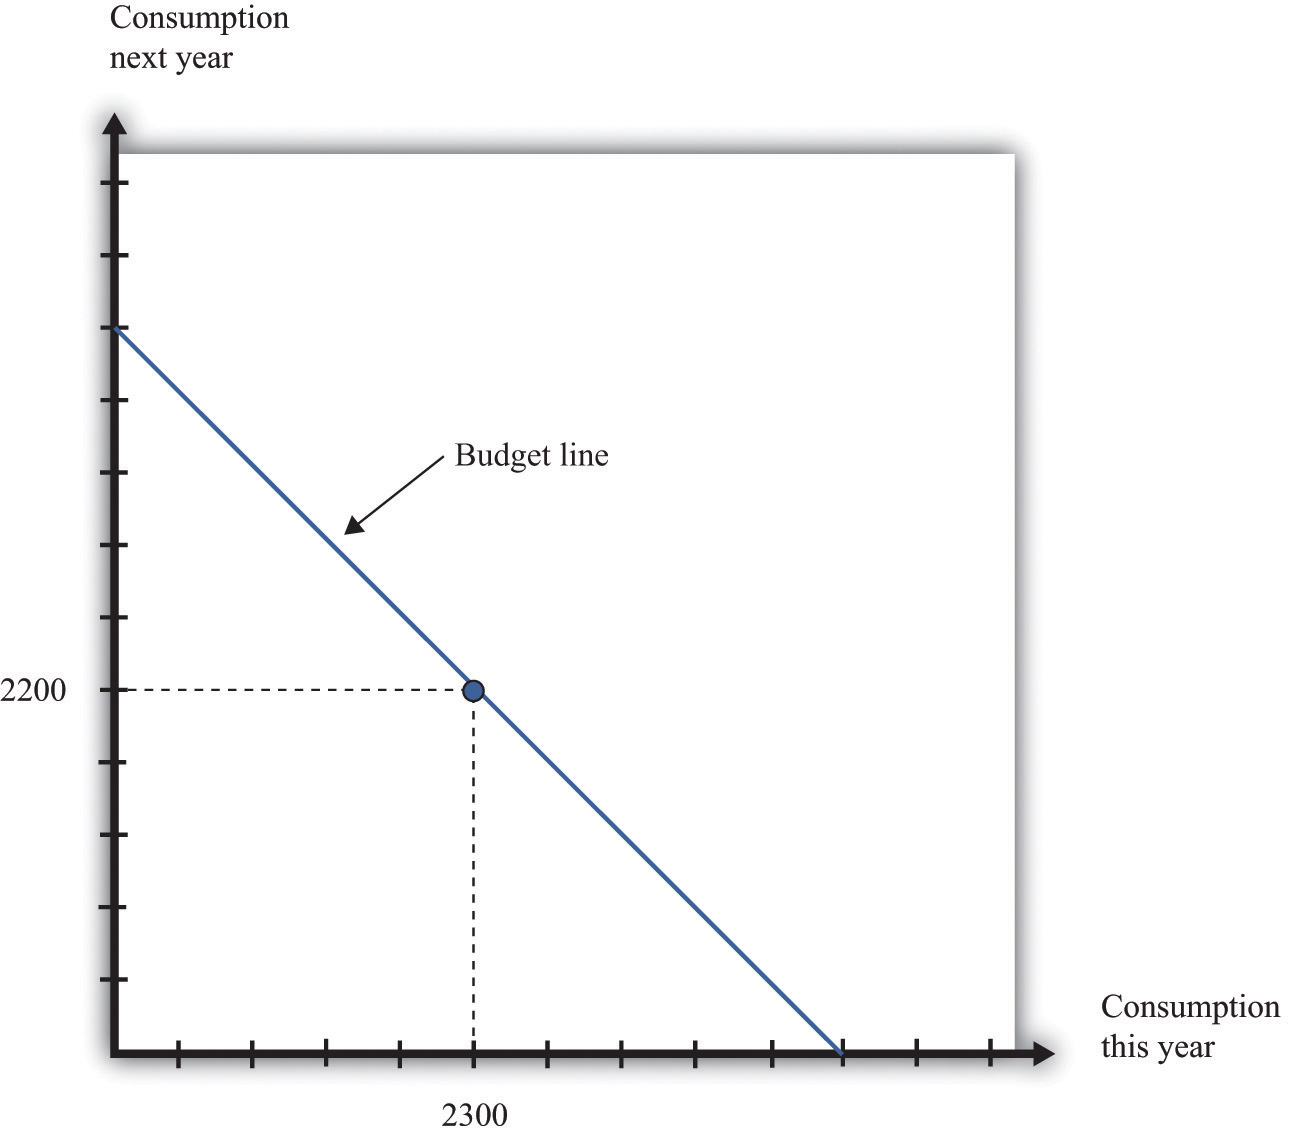 Consumption
next year
Budget line
2200
Consumption
this year
2300